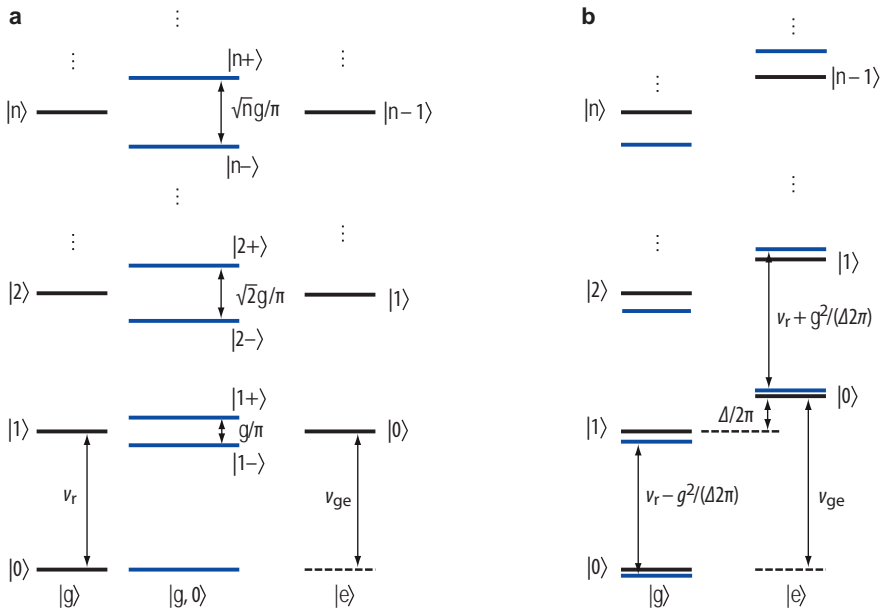 a
|n⟩
|n+⟩
√ng/π
|n−⟩
|n−1⟩
|2⟩
|2+⟩
√2g/π
|2−⟩
|1⟩
|1⟩
|1+⟩
g/π
|1−⟩
|0⟩
νr
νge
|0⟩
|g⟩
|g, 0⟩
|e⟩
b
|n−1⟩
|n⟩
|1⟩
|2⟩
νr + g²/(Δ2π)
|0⟩
Δ/2π
|1⟩
νr − g²/(Δ2π)
νge
|0⟩
|g⟩
|e⟩